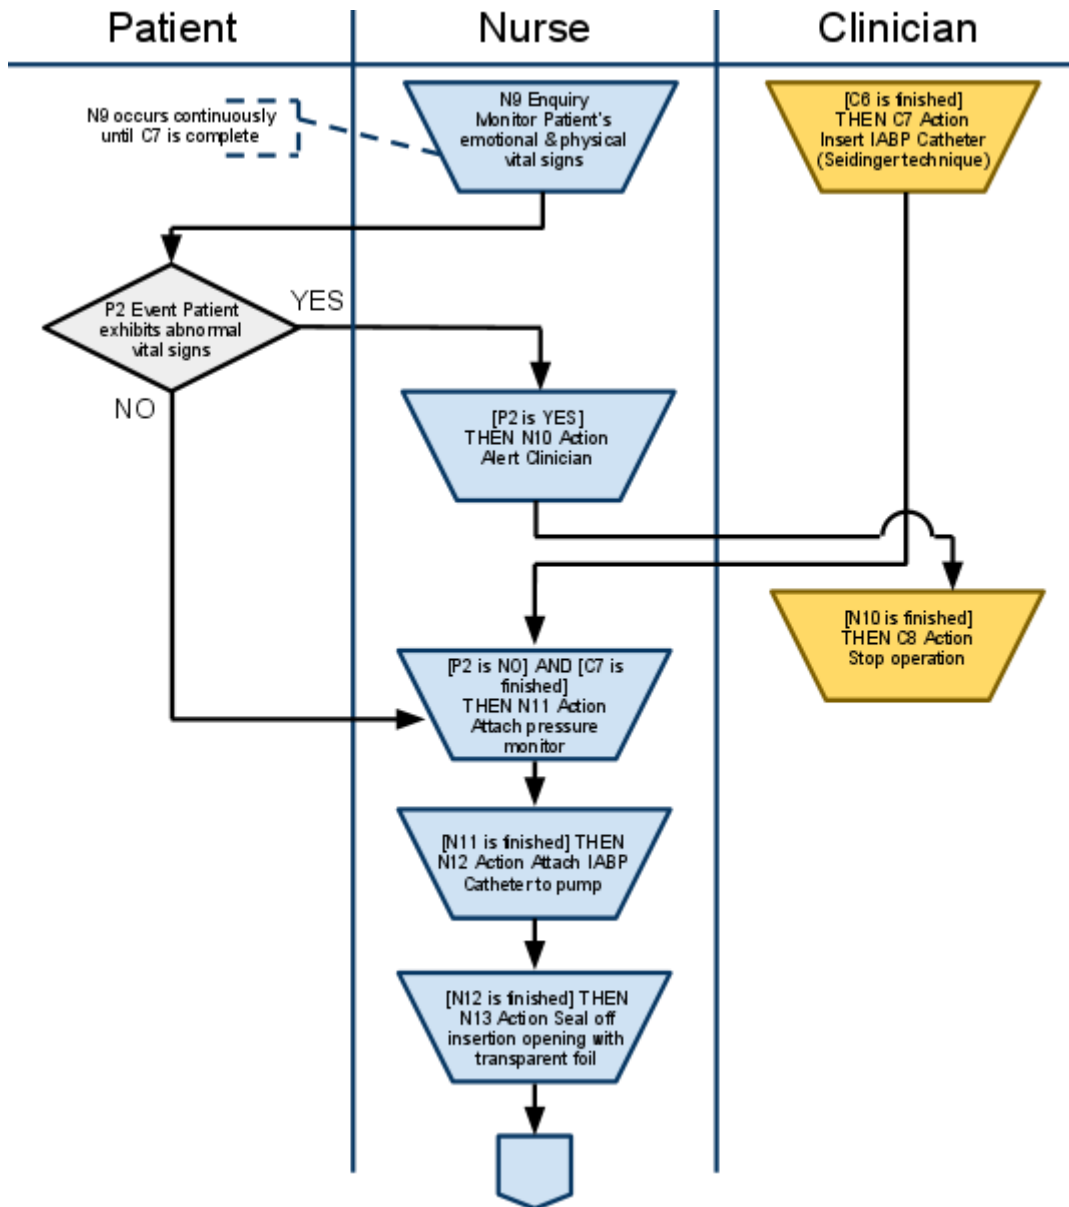 Patient
Nurse
Clinician
N9 occurs continuously
until C7 is complete
N9 Enquiry
Monitor Patient's
emotional & physical
vital signs
[C6 is finished]
THEN C7 Action
Insert IABP Catheter
(Seidinger technique)
P2 Event Patient
exhibits abnormal
vital signs
YES
NO
[P2 is YES]
THEN N10 Action
Alert Clinician
[N10 is finished]
THEN C8 Action
Stop operation
[P2 is NO] AND [C7 is
finished]
THEN N11 Action
Attach pressure
monitor
[N11 is finished] THEN
N12 Action Attach IABP
Catheter to pump
[N12 is finished] THEN
N13 Action Seal off
insertion opening with
transparent foil